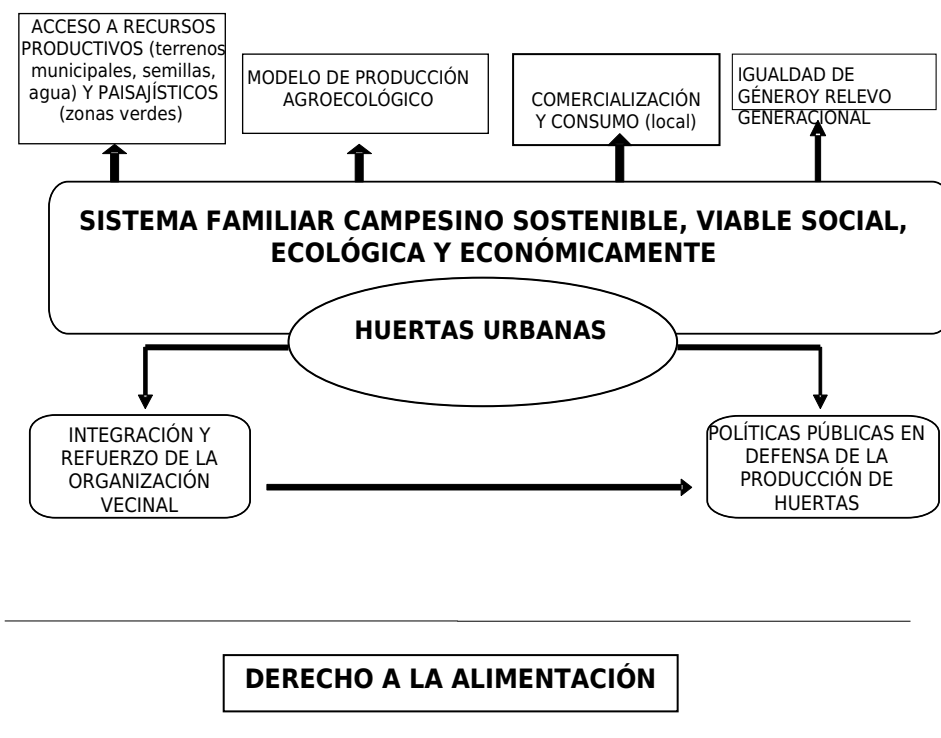 ACCESO A RECURSOS
PRODUCTIVOS (terrenos
municipales, semillas,
agua) Y PAISAJÍSTICOS
(zonas verdes)
MODELO DE PRODUCCIÓN
AGROECOLÓGICO
COMERCIALIZACIÓN
Y CONSUMO (local)
IGUALDAD DE
GÉNEROY RELEVO
GENERACIONAL
SISTEMA FAMILIAR CAMPESINO SOSTENIBLE, VIABLE SOCIAL,
ECOLÓGICA Y ECONÓMICAMENTE
HUERTAS URBANAS
INTEGRACIÓN Y
REFUERZO DE LA
ORGANIZACIÓN
VECINAL
POLÍTICAS PÚBLICAS EN
DEFENSA DE LA
PRODUCCIÓN DE
HUERTAS
DERECHO A LA ALIMENTACIÓN